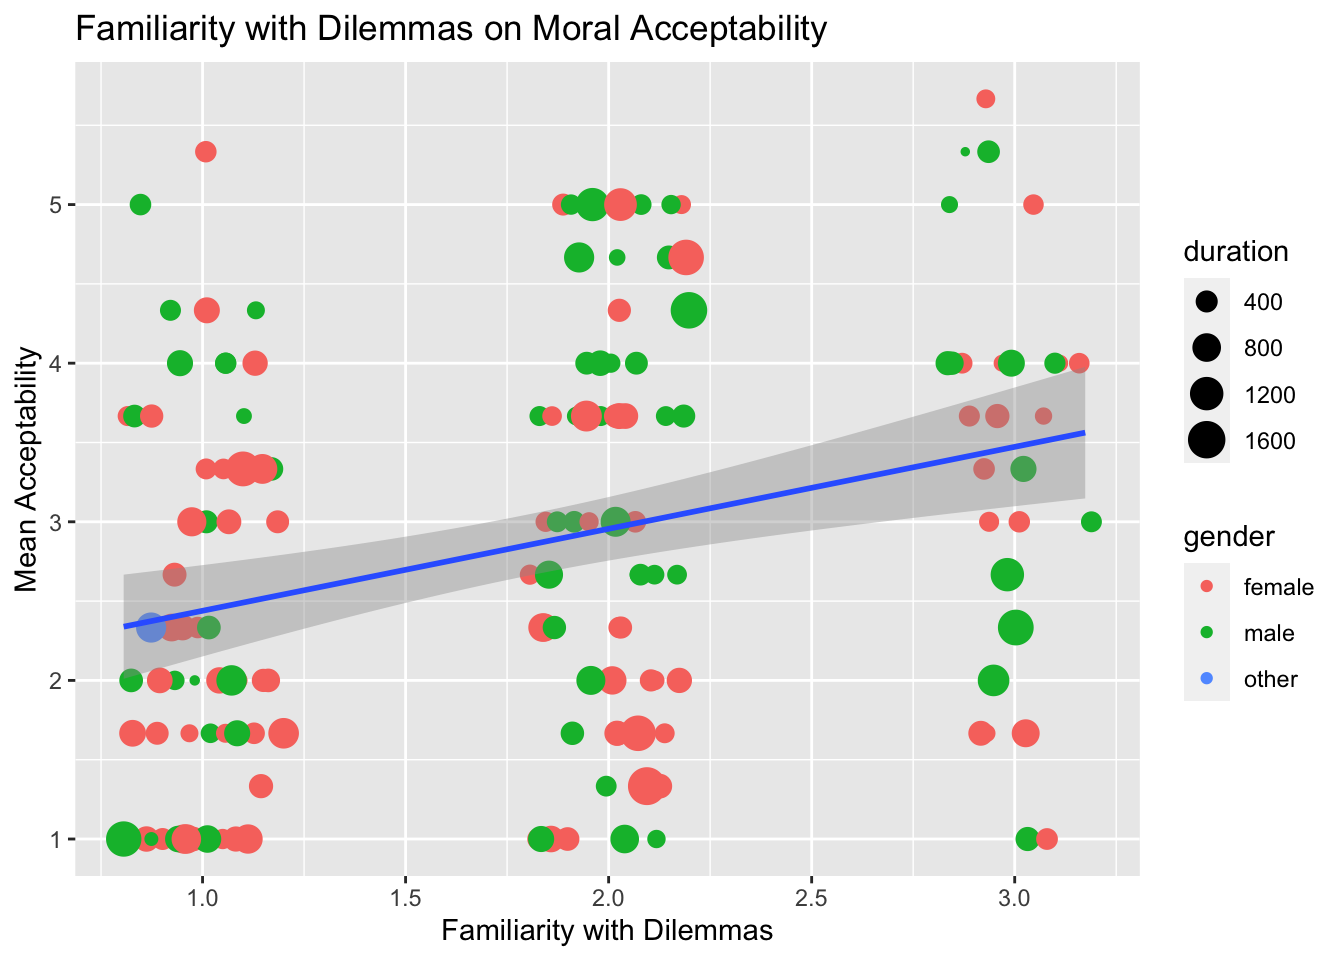 Familiarity with Dilemmas on Moral Acceptability
5
4
3
2
1
Mean Acceptability
1.0 1.5 2.0 2.5 3.0
Familiarity with Dilemmas
duration
400
800
1200
1600
gender
female
male
other